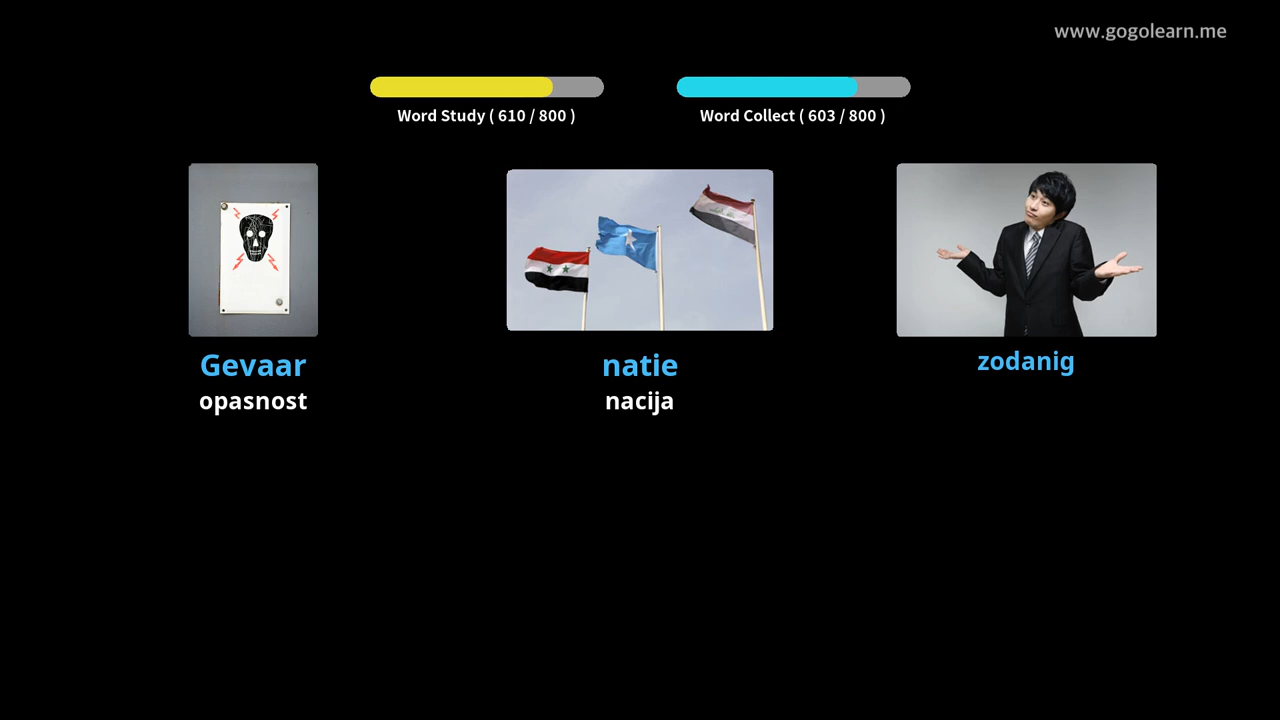 www.gogolearn.me
Word Study ( 610 / 800 )
Word Collect ( 603 / 800 )
Gevaar
opasnost
natie
nacija
zodanig